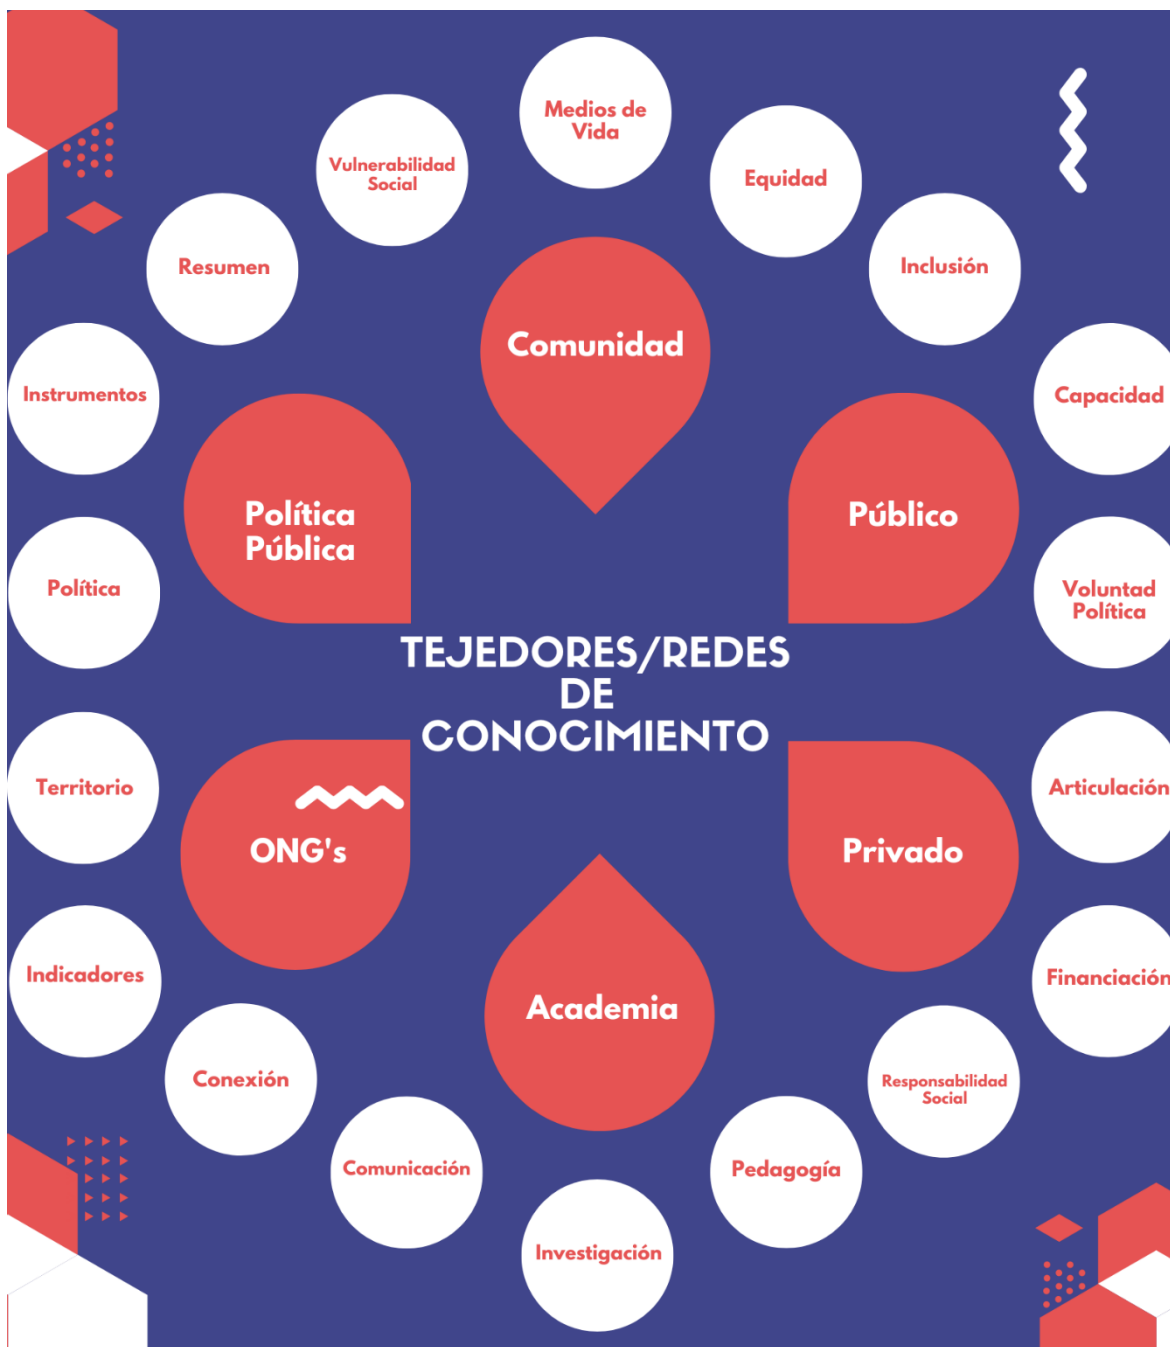 Medios de
Vida
Vulnerabilidad
Social
Equidad
Resumen
Inclusión
Comunidad
Instrumentos
Capacidad
Política
Pública
Público
Política
Voluntad
Política
TEJEDORES/REDES
DE
CONOCIMIENTO
Territorio
Articulación
ONG's
Privado
Indicadores
Financiación
Academia
Conexión
Responsabilidad
Social
Comunicación
Pedagogía
Investigación